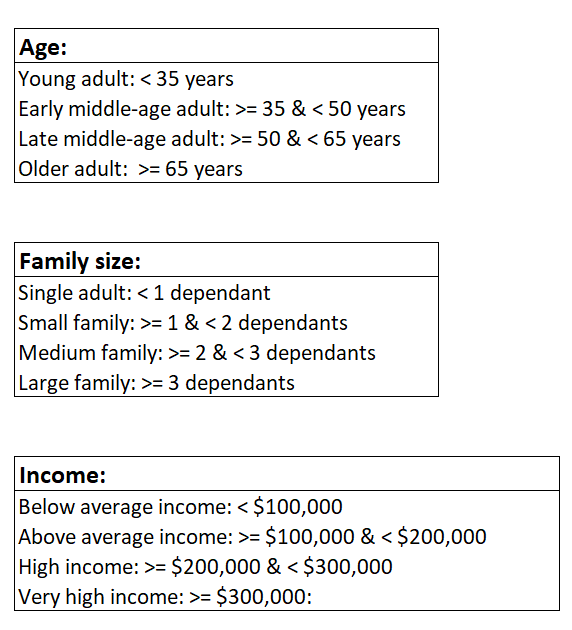 Age:
Young adult: < 35 years
Early middle-age adult: >= 35 & < 50 years
Late middle-age adult: >= 50 & < 65 years
Older adult:  >= 65 years
Family size:
Single adult: < 1 dependant
Small family: >= 1 & < 2 dependants
Medium family: >= 2 & < 3 dependants
Large family: >= 3 dependants
Income:
Below average income: < $100,000
Above average income: >= $100,000 & < $200,000
High income: >= $200,000 & < $300,000
Very high income: >= $300,000: